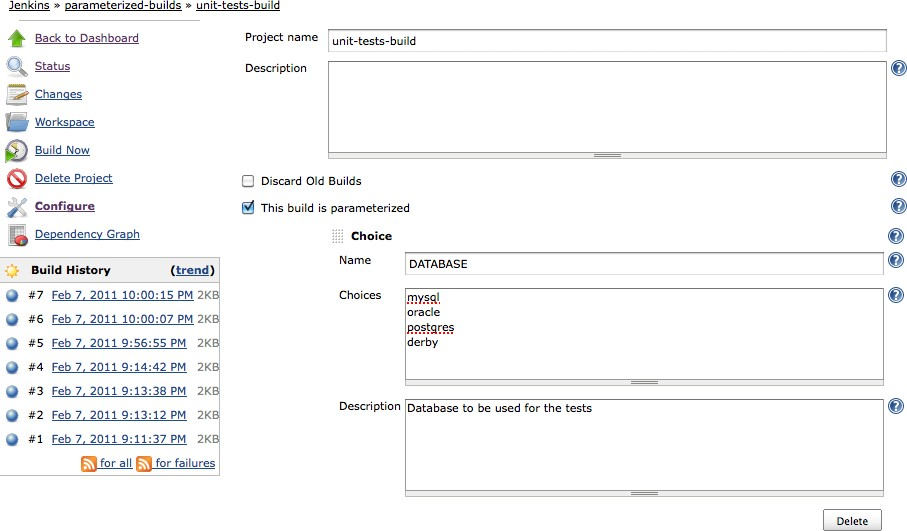 Jenkins » parameterized-builds » unit-tests-build
Back to Dashboard
Status
Changes
Workspace
Build Now
Delete Project
Configure
Dependency Graph
Build History (trend)
#7 Feb 7, 2011 10:00:15 PM 2KB
#6 Feb 7, 2011 10:00:07 PM 2KB
#5 Feb 7, 2011 9:56:55 PM 2KB
#4 Feb 7, 2011 9:14:42 PM 2KB
#3 Feb 7, 2011 9:13:38 PM 2KB
#2 Feb 7, 2011 9:13:12 PM 2KB
#1 Feb 7, 2011 9:11:37 PM 2KB
for all for failures
Project name unit-tests-build
Description
Discard Old Builds
This build is parameterized
Choice
Name DATABASE
Choices mysql
oracle
postgres
derby
Description Database to be used for the tests
Delete